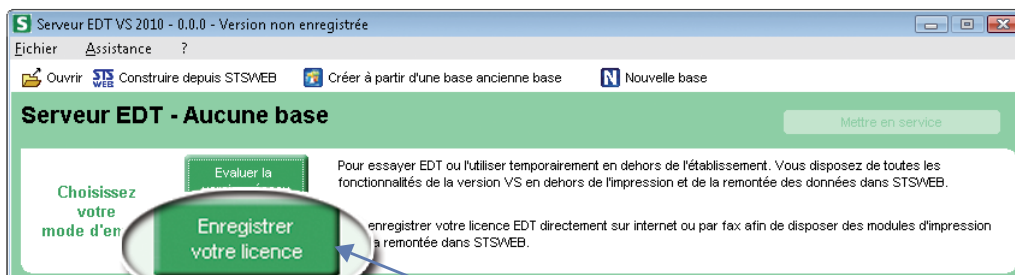 Serveur EDT VS 2010 - 0.0.0 - Version non enregistrée
Fichier Assistance ?
Ouvrir STS WEB Construire depuis STSWEB Créer à partir d'une base ancienne base N Nouvelle base
Serveur EDT - Aucune base
Mettre en service
Evaluer la
Pour essayer EDT ou l'utiliser temporairement en dehors de l'établissement. Vous disposez de toutes les
fonctionnalités de la version VS en dehors de l'impression et de la remontée des données dans STSWEB.
Choisissez
votre
mode
Enregistrer
votre licence
enregistrer votre licence EDT directement sur internet ou par fax afin de disposer des modules d'impression
remontée dans STSWEB.